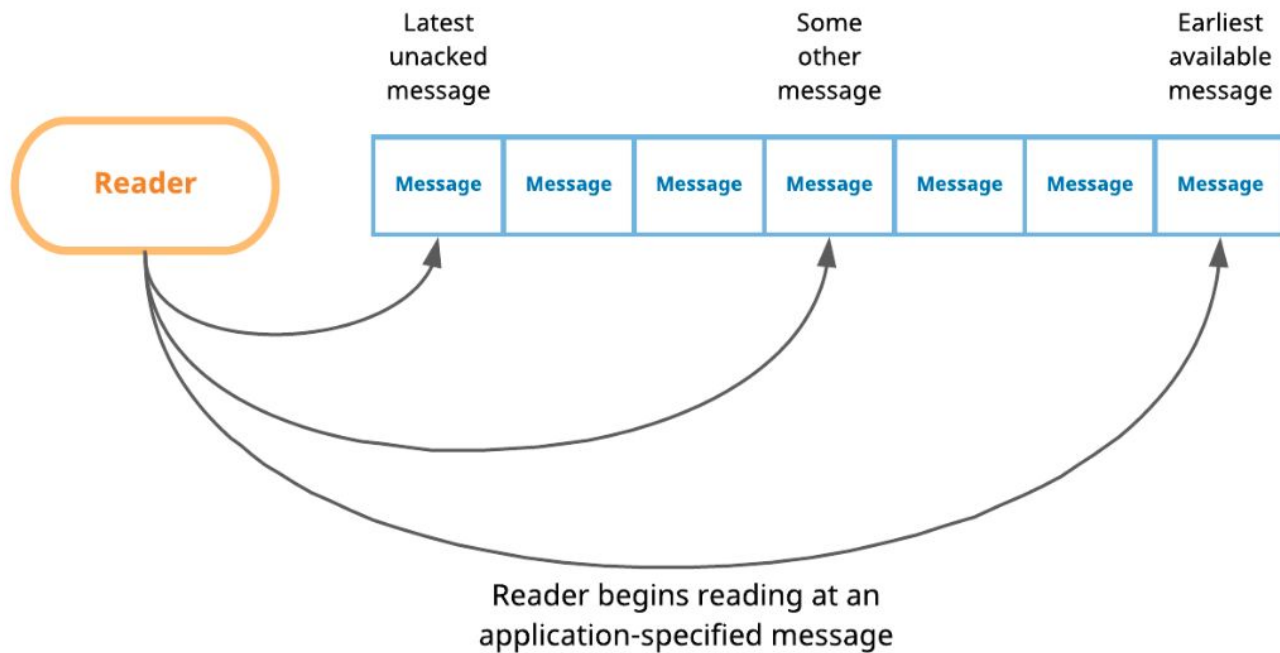 Latest
unacked
message
Some
other
message
Earliest
available
message
Reader
Message
Message
Message
Message
Message
Message
Message
Reader begins reading at an
application-specified message